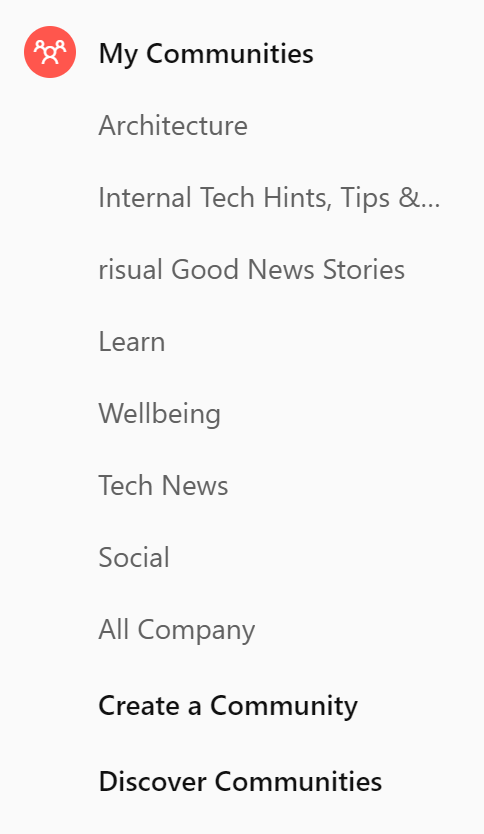 My Communities
Architecture
Internal Tech Hints, Tips &...
risual Good News Stories
Learn
Wellbeing
Tech News
Social
All Company
Create a Community
Discover Communities